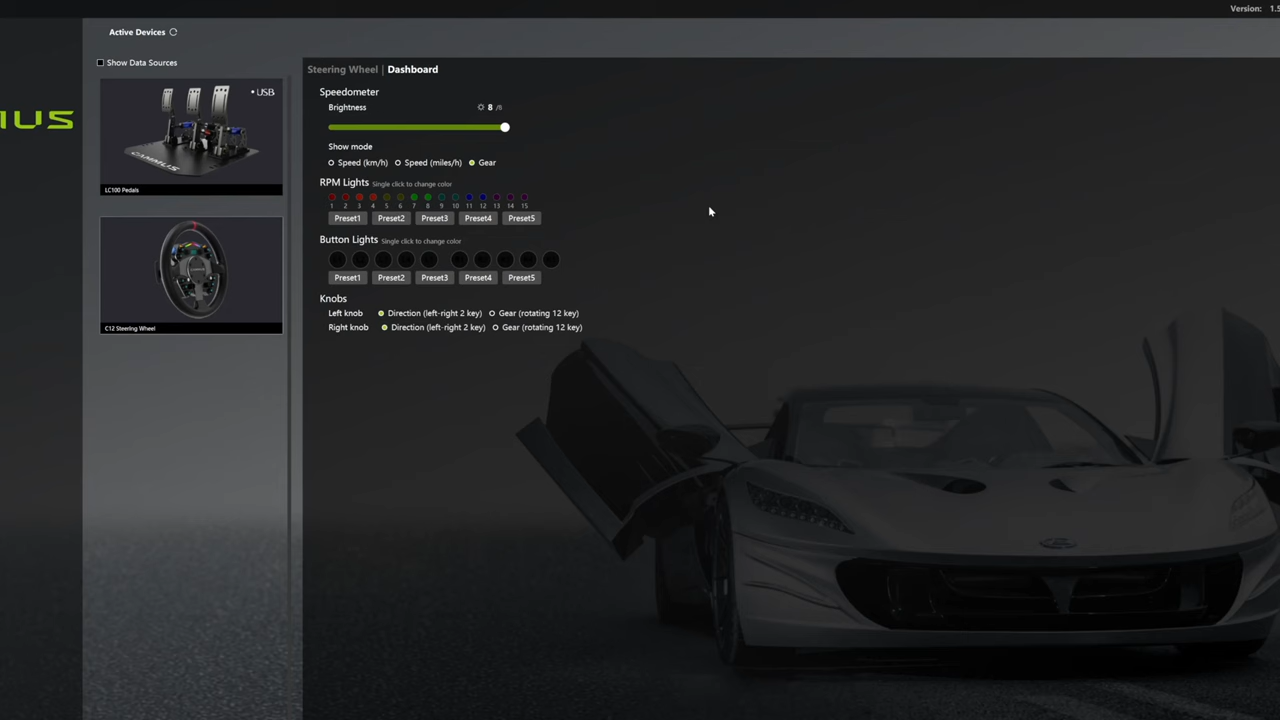 Version: 1.5
Active Devices
Show Data Sources
USB
CAMMUS
LC100 Pedals
C12 Steering Wheel
MUS
Steering Wheel | Dashboard
Speedometer
Brightness
8 /8
Show mode
Speed (km/h) Speed (miles/h) Gear
RPM Lights Single click to change color
1 2 3 4 5 6 7 8 9 10 11 12 13 14 15
Preset1 Preset2 Preset3 Preset4 Preset5
Button Lights Single click to change color
Preset1 Preset2 Preset3 Preset4 Preset5
Knobs
Left knob Direction (left-right 2 key) Gear (rotating 12 key)
Right knob Direction (left-right 2 key) Gear (rotating 12 key)